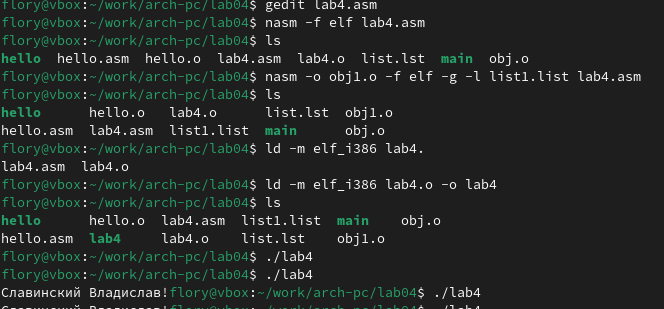 flory@vbox:~/work/arch-pc/lab04$ gedit lab4.asm
flory@vbox:~/work/arch-pc/lab04$ nasm -f elf lab4.asm
flory@vbox:~/work/arch-pc/lab04$ ls
hello  hello.asm  hello.o  lab4.asm  lab4.o  list.lst  main  obj.o
flory@vbox:~/work/arch-pc/lab04$ nasm -o obj1.o -f elf -g -l list1.list lab4.asm
flory@vbox:~/work/arch-pc/lab04$ ls
hello      hello.o   lab4.o      list.lst  obj1.o
hello.asm  lab4.asm  list1.list  main      obj.o
flory@vbox:~/work/arch-pc/lab04$ ld -m elf_i386 lab4.
lab4.asm  lab4.o
flory@vbox:~/work/arch-pc/lab04$ ld -m elf_i386 lab4.o -o lab4
flory@vbox:~/work/arch-pc/lab04$ ls
hello      hello.o  lab4.asm  list1.list  main    obj.o
hello.asm  lab4     lab4.o    list.lst    obj1.o
flory@vbox:~/work/arch-pc/lab04$ ./lab4
flory@vbox:~/work/arch-pc/lab04$ ./lab4
Славинский Владислав!flory@vbox:~/work/arch-pc/lab04$ ./lab4